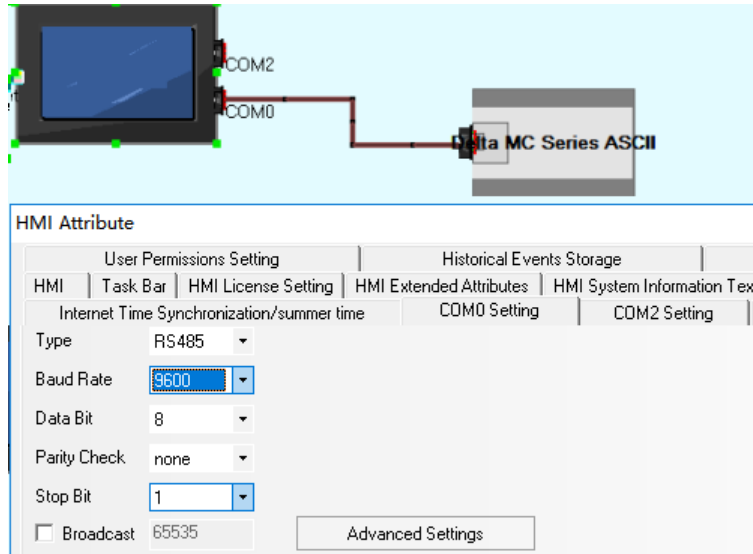 COM2
COM0
Delta MC Series ASCII
HMI Attribute
User Permissions Setting
Historical Events Storage
HMI
Task Bar
HMI License Setting
HMI Extended Attributes
HMI System Information Tex
Internet Time Synchronization/summer time
COM0 Setting
COM2 Setting
Type
RS485
Baud Rate
9600
Data Bit
8
Parity Check
none
Stop Bit
1
Broadcast
65535
Advanced Settings